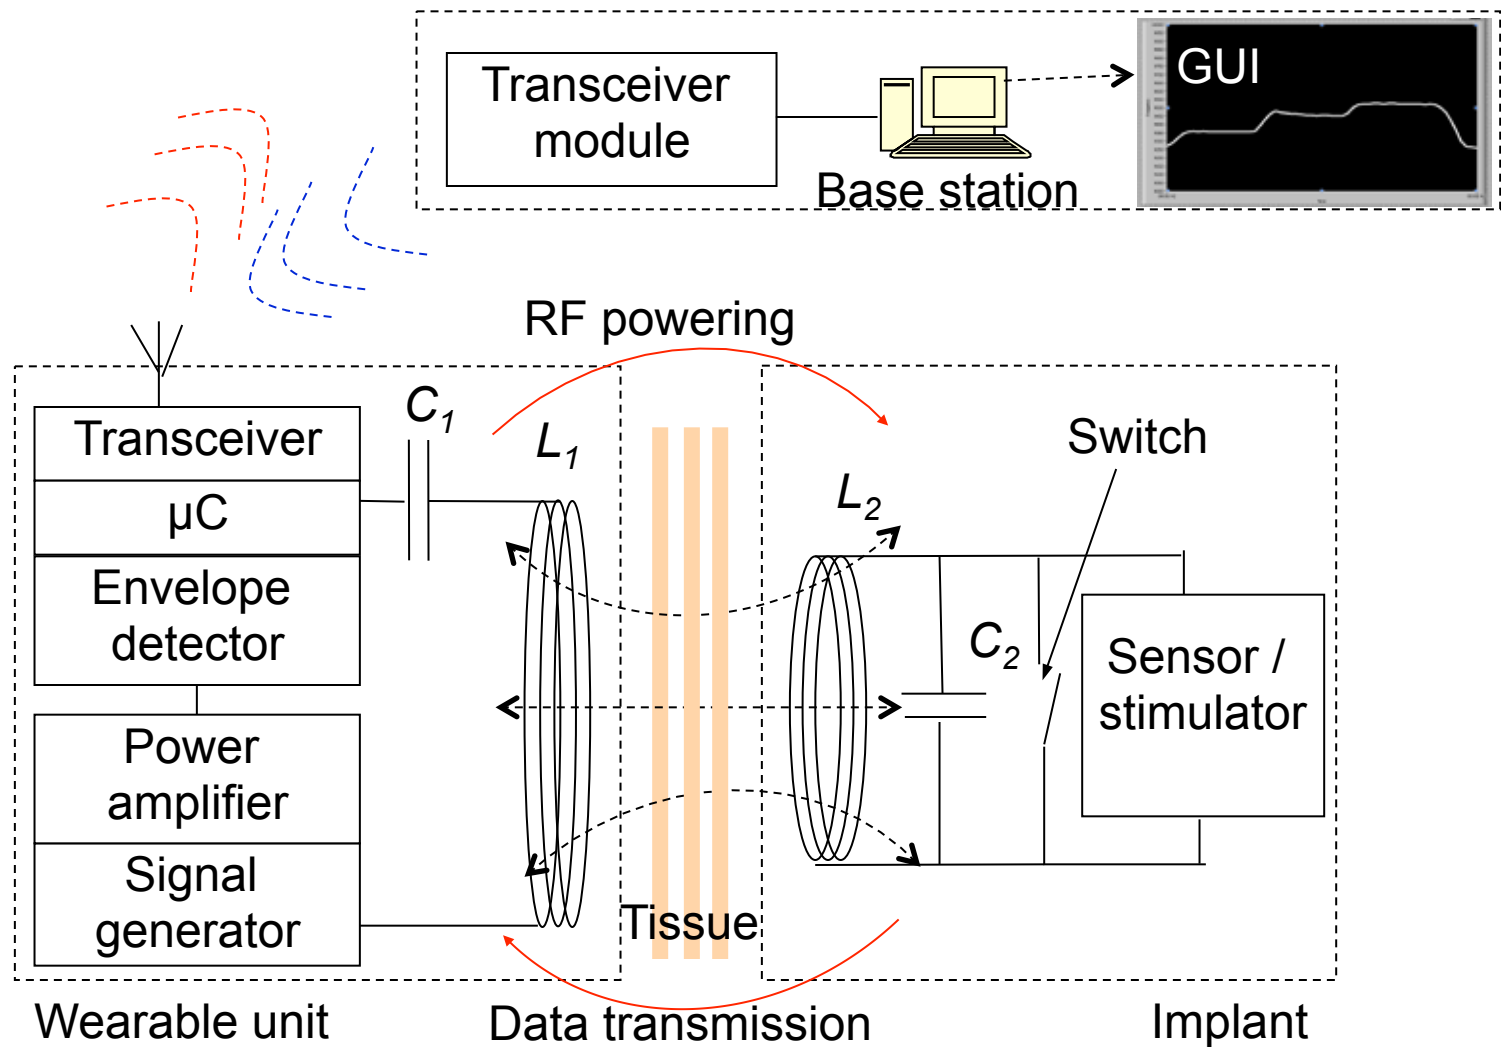 Transceiver
module
Base station
GUI
RF powering
Transceiver
µC
Envelope
detector
Power
amplifier
Signal
generator
C1
L1
Tissue
L2
Switch
C2
Sensor /
stimulator
Wearable unit
Data transmission
Implant